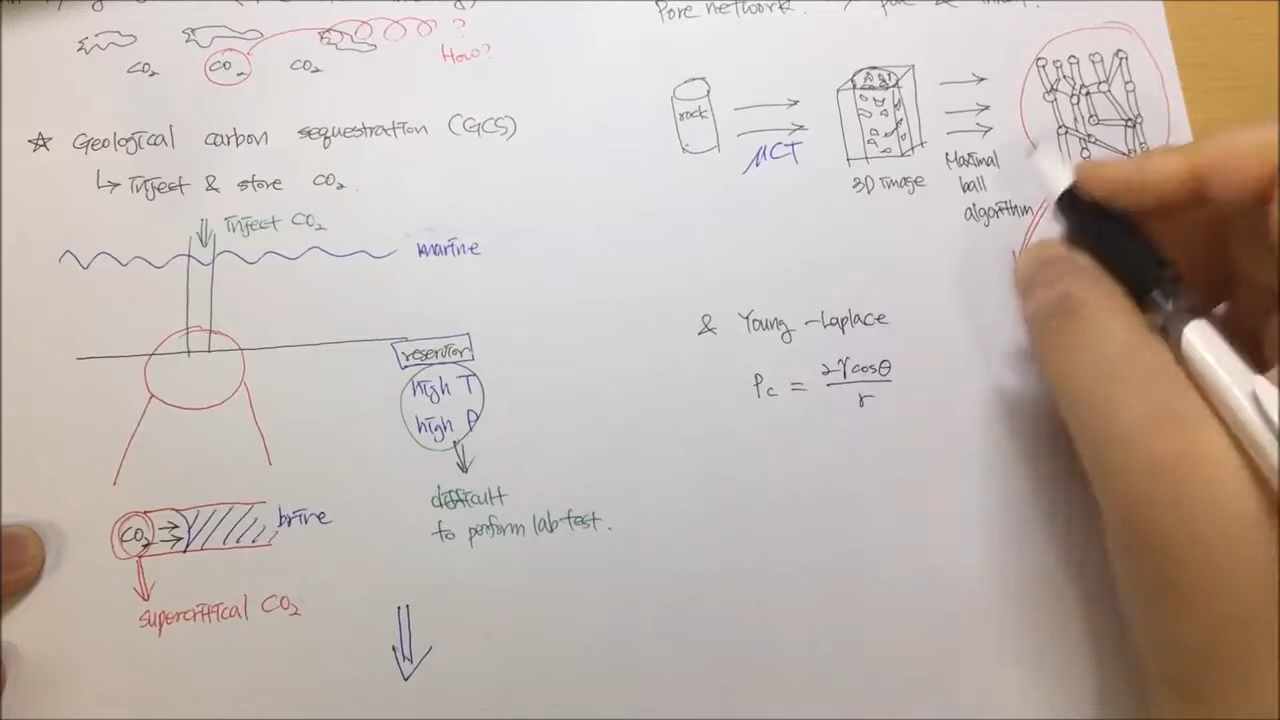 ?
How?
CO2
CO2
CO2
☆ Geological carbon sequestration (GCS)
↳ inject & store CO2.
inject CO2
marine
reservior
high T
high P
difficult
to perform lab test.
CO2
brine
supercritical CO2
Pore network.
rock
μCT
3D image
Maximal
ball
algorithm
& Young-Laplace
Pc = 2γcosθ / r